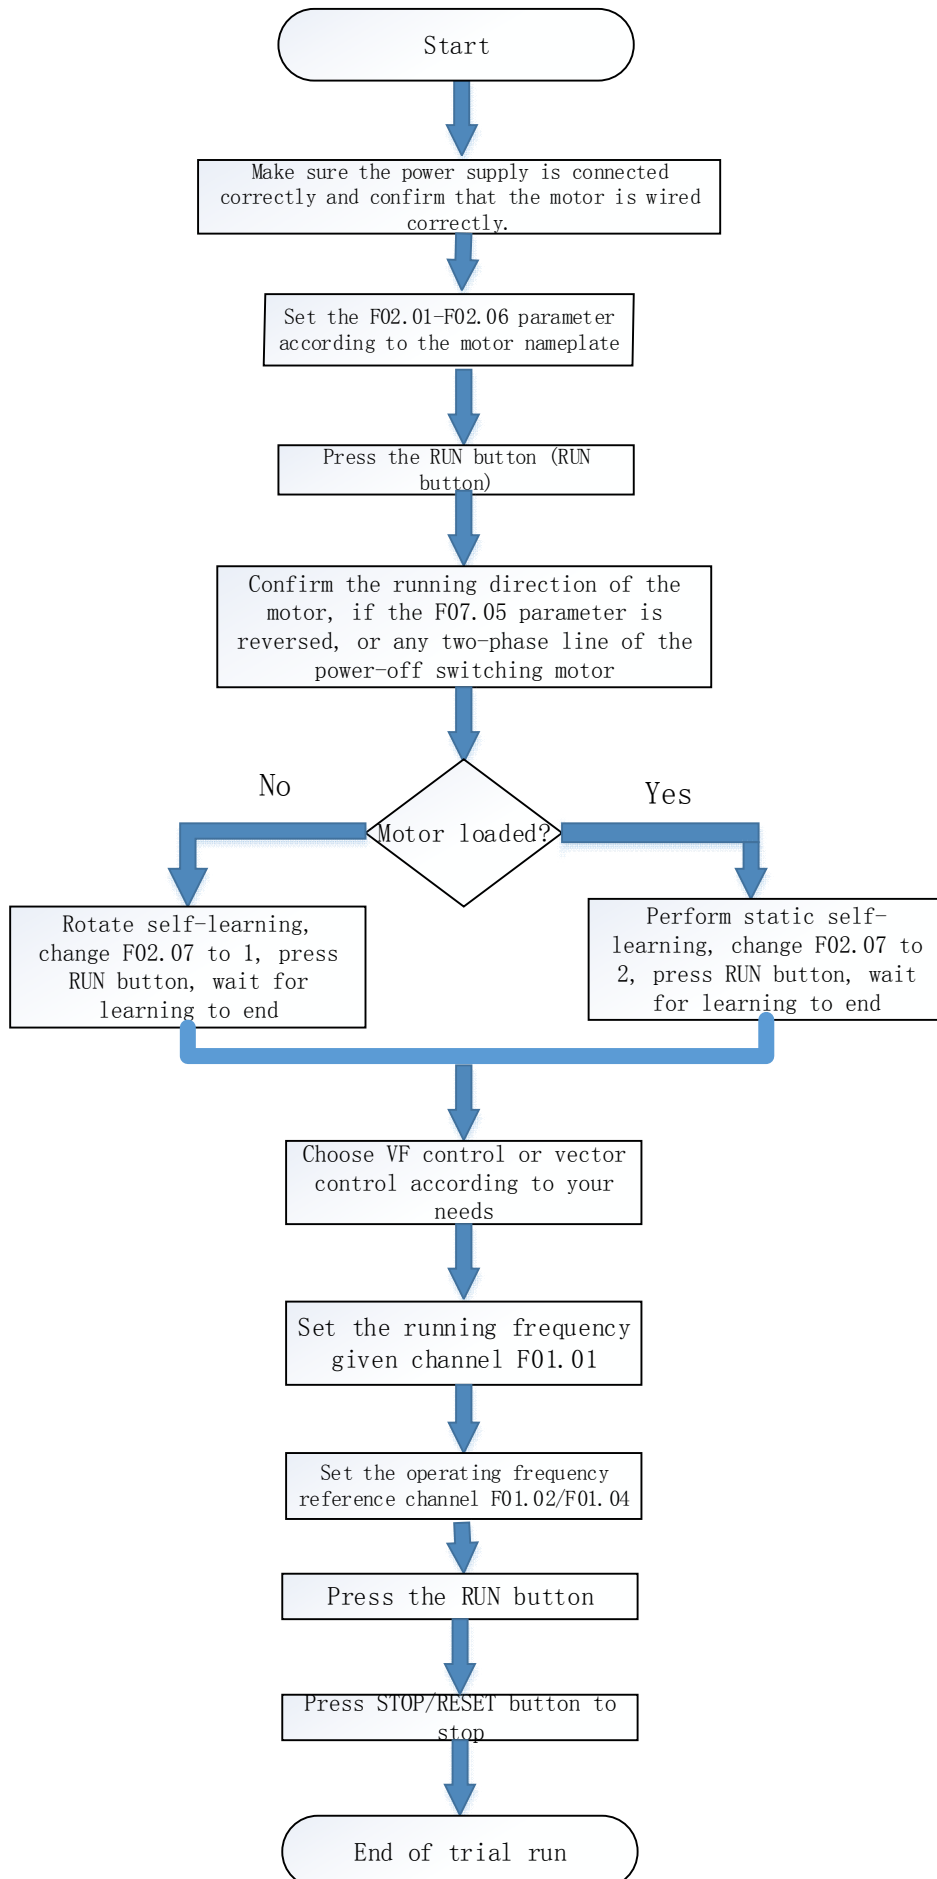 Start
Make sure the power supply is connected
correctly and confirm that the motor is wired
correctly.
Set the F02.01-F02.06 parameter
according to the motor nameplate
Press the RUN button (RUN
button)
Confirm the running direction of the
motor, if the F07.05 parameter is
reversed, or any two-phase line of the
power-off switching motor
No
Yes
Motor loaded?
Rotate self-learning,
change F02.07 to 1, press
RUN button, wait for
learning to end
Perform static self-
learning, change F02.07 to
2, press RUN button, wait
for learning to end
Choose VF control or vector
control according to your
needs
Set the running frequency
given channel F01.01
Set the operating frequency
reference channel F01.02/F01.04
Press the RUN button
Press STOP/RESET button to
stop
End of trial run